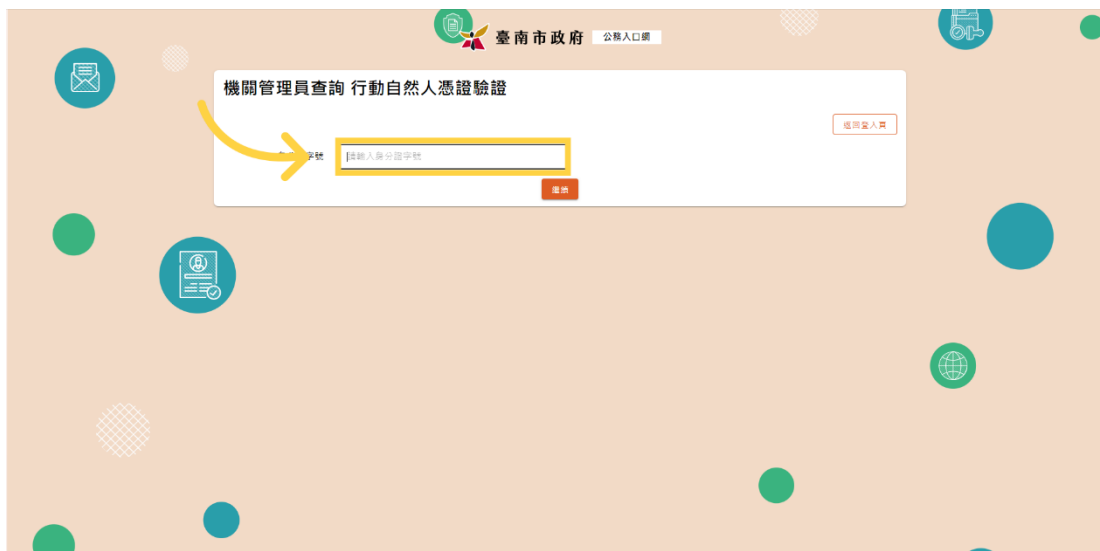 臺南市政府 公務入口網
機關管理員查詢 行動自然人憑證驗證
返回登入頁
字號 請輸入身分證字號
繼續